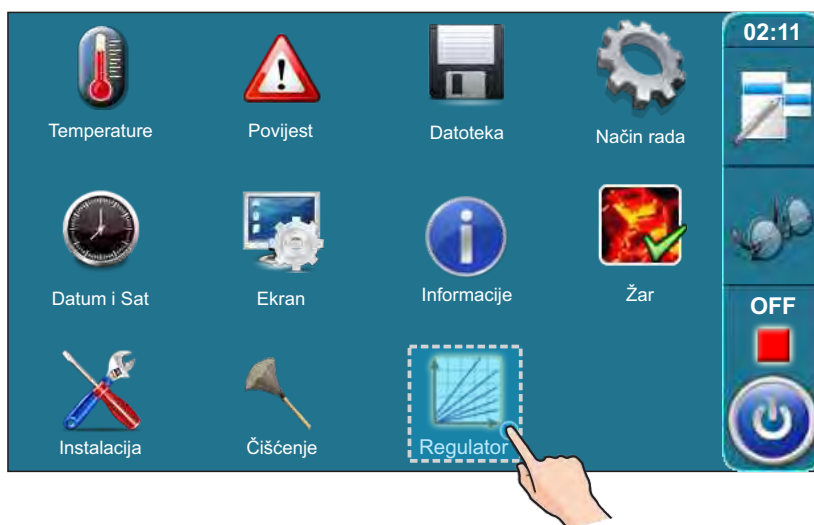 02:11
Temperature
Povijest
Datoteka
Način rada
Datum i Sat
Ekran
Informacije
Žar
OFF
Instalacija
Čišćenje
Regulator